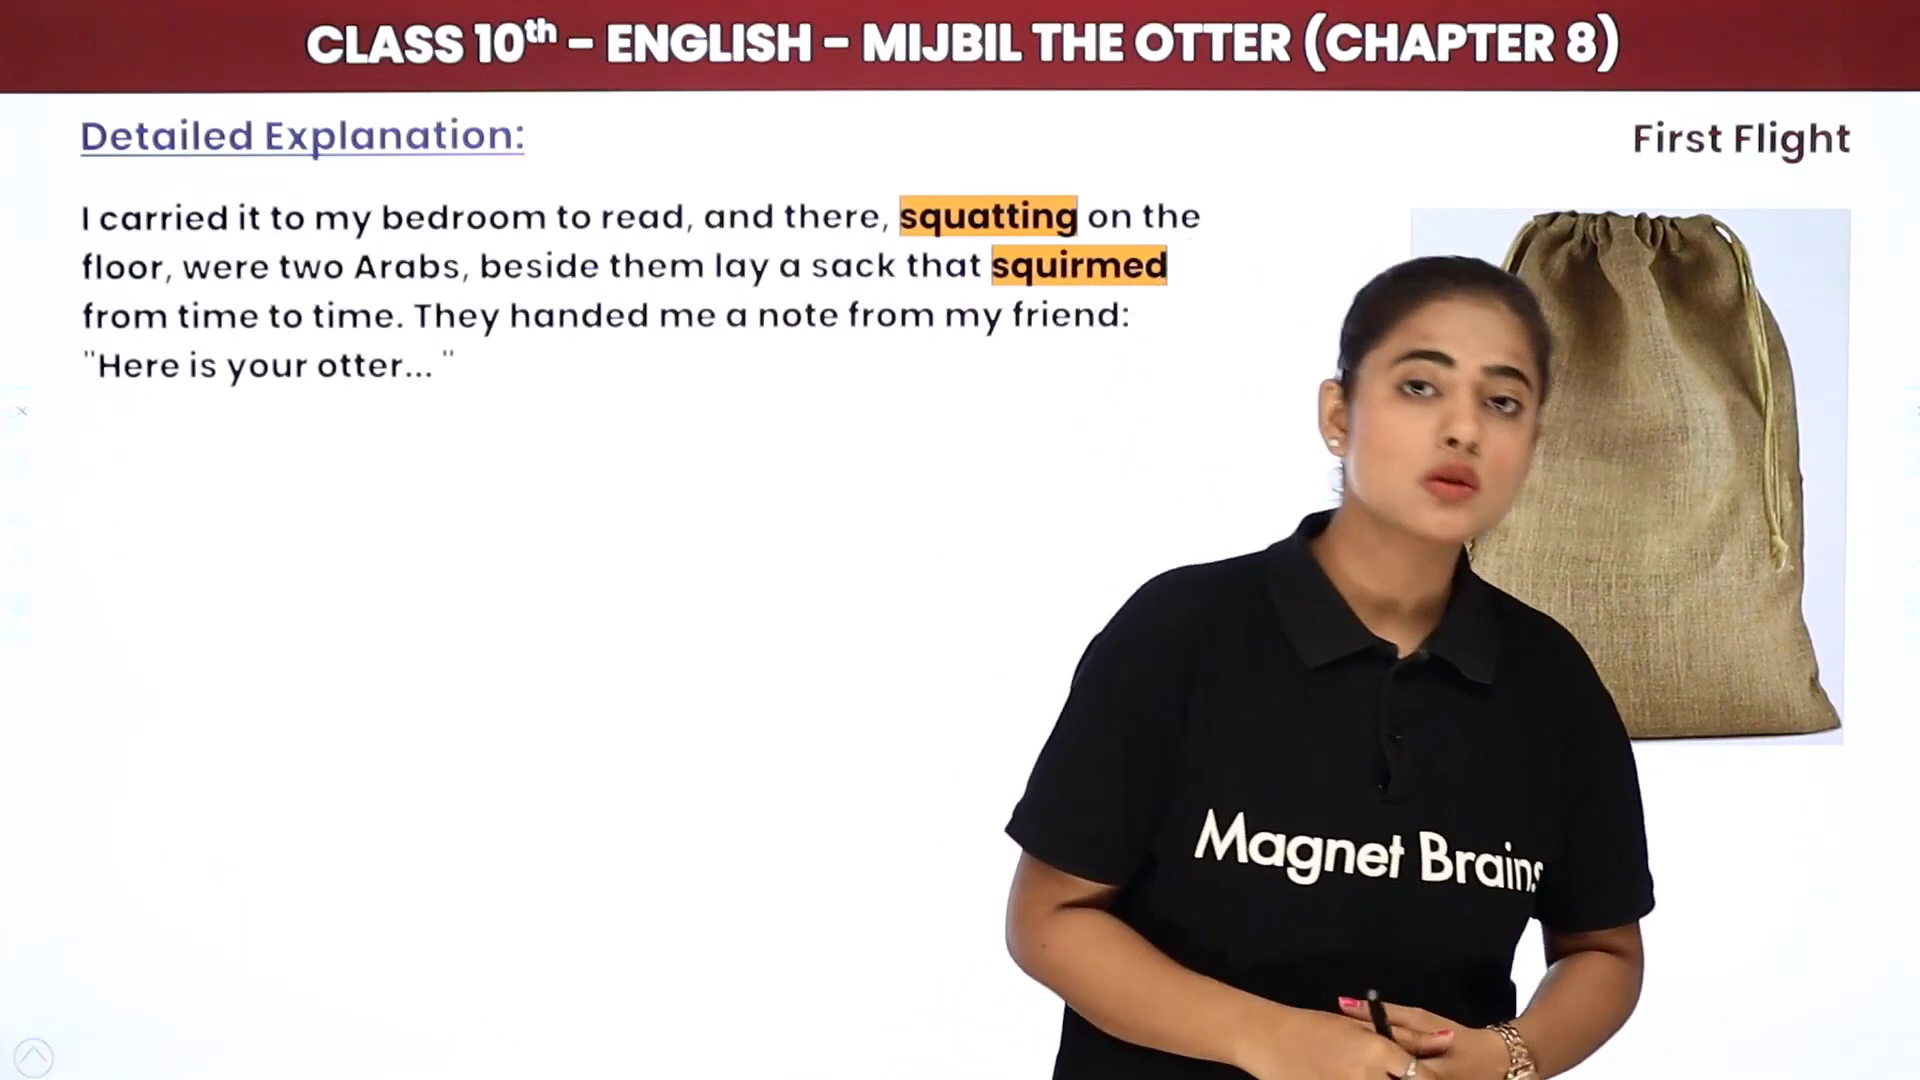 CLASS 10th - ENGLISH - MIJBIL THE OTTER (CHAPTER 8)
Detailed Explanation:
First Flight
I carried it to my bedroom to read, and there, squatting on the
floor, were two Arabs, beside them lay a sack that squirmed
from time to time. They handed me a note from my friend:
"Here is your otter... "
Magnet Brains